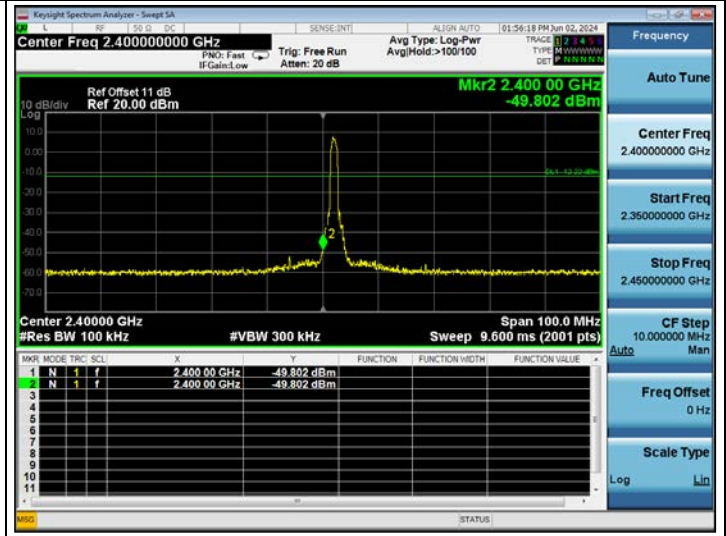 Keysight Spectrum Analyzer - Swept SA
L RF 50 Ω DC SENSE:INT ALIGN AUTO 01:56:18 PM Jun 02, 2024
Center Freq 2.400000000 GHz
PNO: Fast
IFGain:Low
Trig: Free Run
Atten: 20 dB
Avg Type: Log-Pwr
Avg|Hold:>100/100
TRACE 1 2 3 4 5 6
TYPE M WWWWW
DET P N N N N N
Ref Offset 11 dB
10 dB/div Ref 20.00 dBm
Log
Mkr2 2.400 00 GHz
-49.802 dBm
10.0
0.00
-10.0
-20.0
-30.0
-40.0
-50.0
-60.0
-70.0
2
Center 2.40000 GHz Span 100.0 MHz
#Res BW 100 kHz #VBW 300 kHz Sweep 9.600 ms (2001 pts)
MKR MODE TRC SCL X Y FUNCTION FUNCTION WIDTH FUNCTION VALUE
1 N 1 f 2.400 00 GHz -49.802 dBm
2 N 1 f 2.400 00 GHz -49.802 dBm
3
4
5
6
7
8
9
10
11
MSG STATUS
Frequency
Auto Tune
Center Freq
2.400000000 GHz
Start Freq
2.350000000 GHz
Stop Freq
2.450000000 GHz
CF Step
10.000000 MHz
Auto Man
Freq Offset
0 Hz
Scale Type
Log Lin